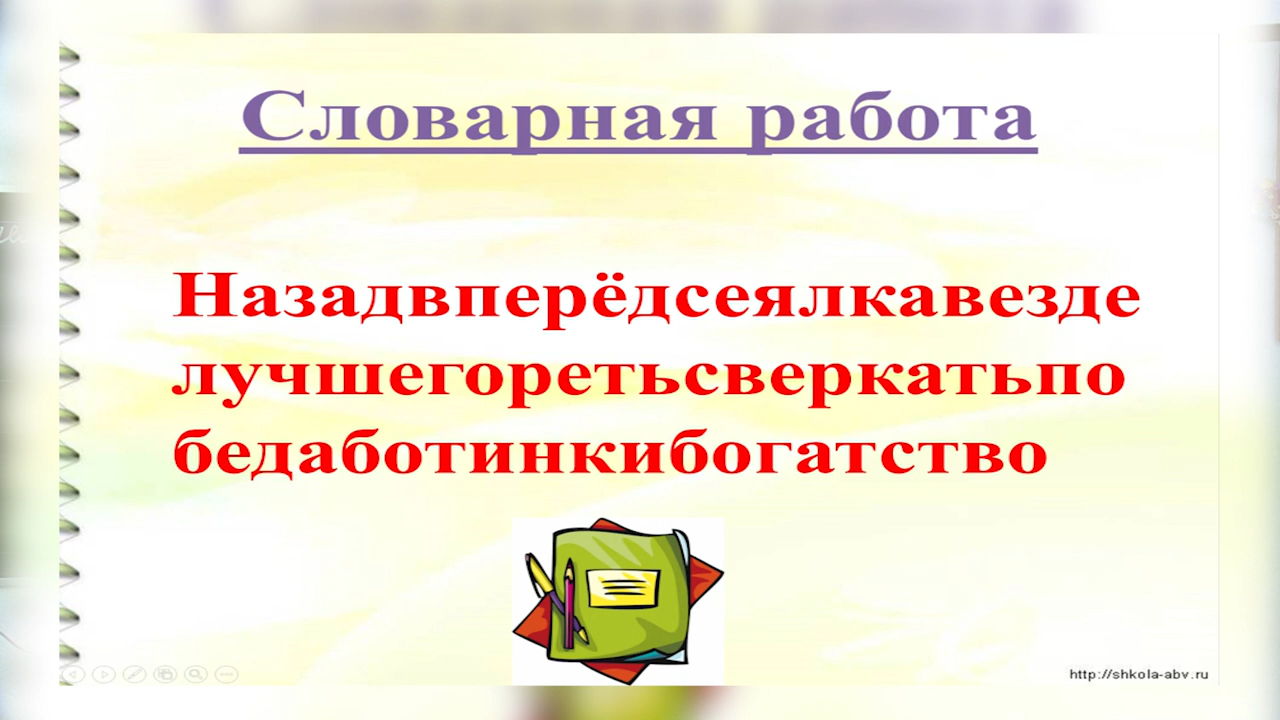 Словарная работа
Назадвперёдсеялкавезде
лучшегоретьсверкатьпо
бедаботинкибогатство
http://shkola-abv.ru